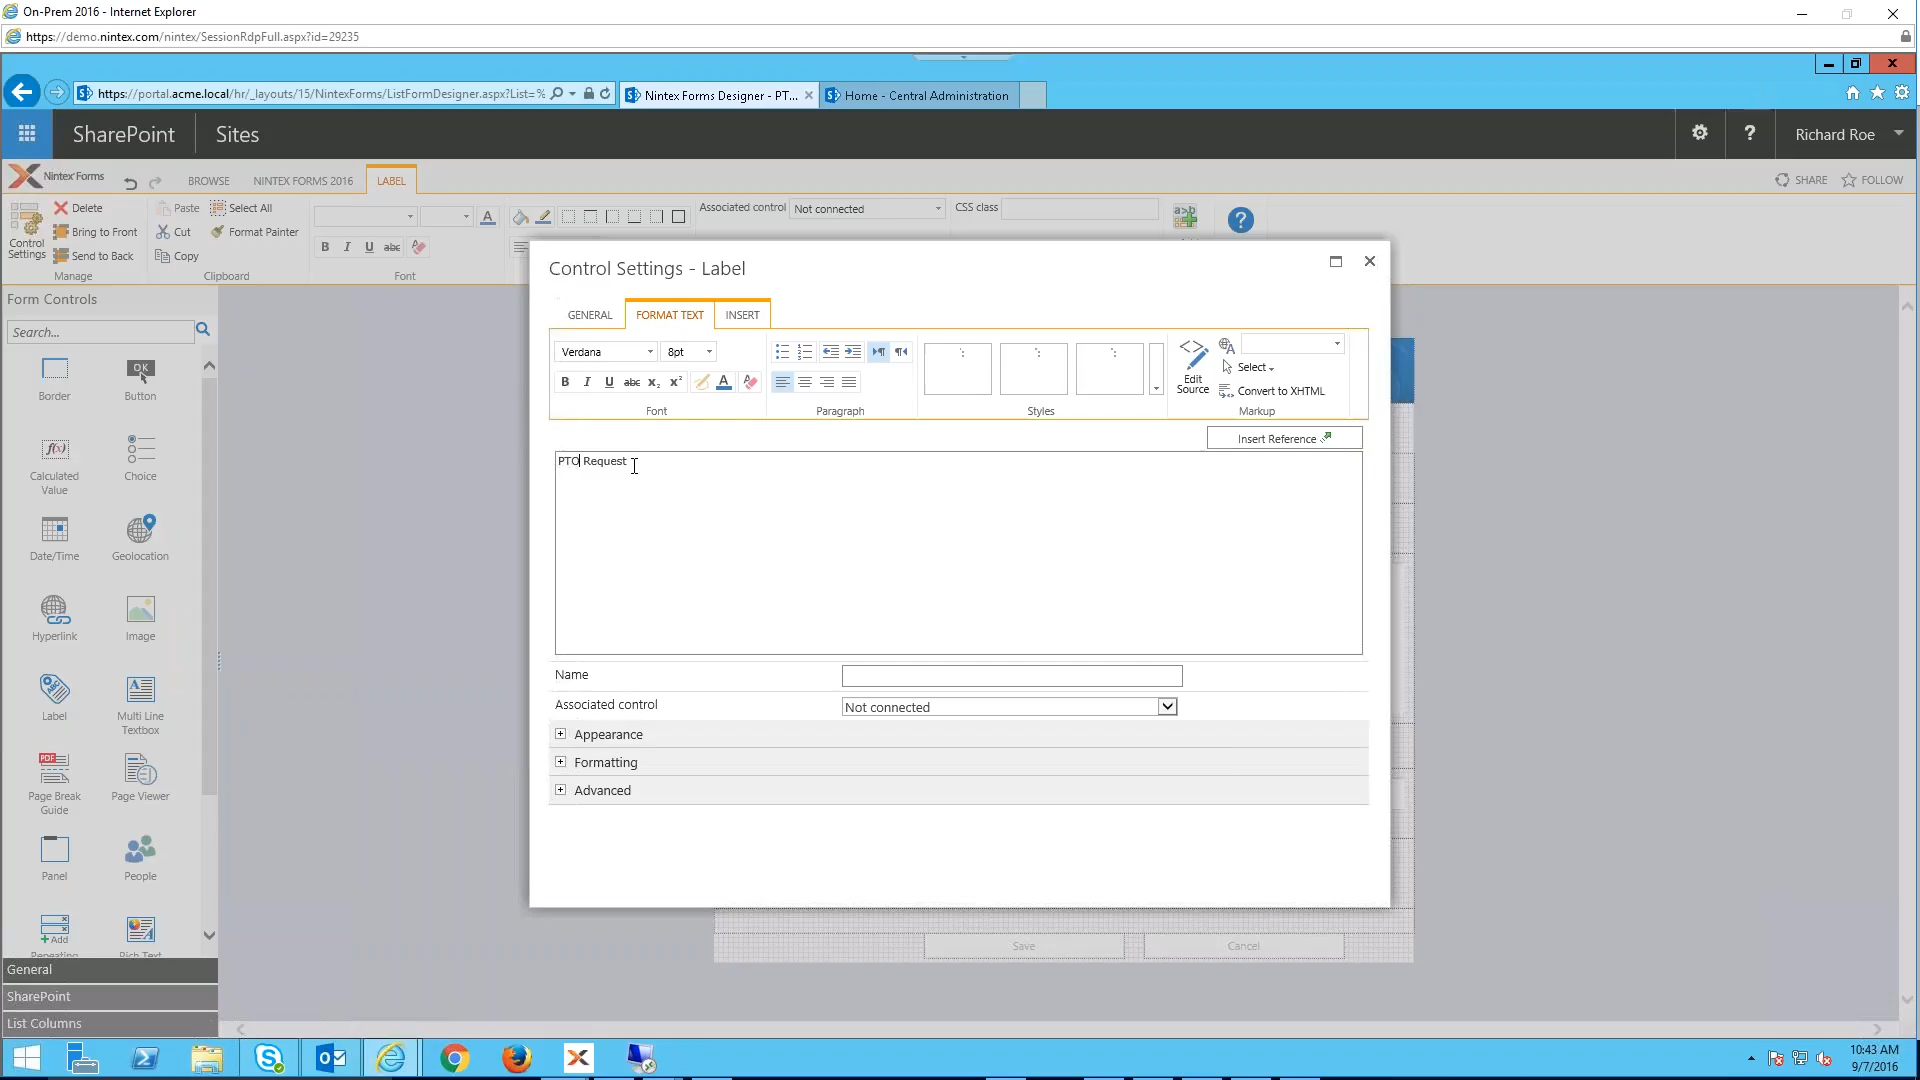 On-Prem 2016 - Internet Explorer
https://demo.nintex.com/nintex/SessionRdpFull.aspx?id=29235
https://portal.acme.local/hr/_layouts/15/NintexForms/ListFormDesigner.aspx?List=%
Nintex Forms Designer - PT...
Home - Central Administration
SharePoint
Sites
Richard Roe
Nintex Forms
BROWSE
NINTEX FORMS 2016
LABEL
SHARE
FOLLOW
Control Settings
Delete
Bring to Front
Send to Back
Manage
Paste
Cut
Copy
Select All
Format Painter
Clipboard
B I U abc
Font
Associated control
Not connected
CSS class
Form Controls
Search...
Border
OK
Button
f(x)
Calculated Value
Choice
Date/Time
Geolocation
Hyperlink
Image
Label
Multi Line Textbox
PDF
Page Break Guide
Page Viewer
Panel
People
Add
General
SharePoint
List Columns
Control Settings - Label
GENERAL
FORMAT TEXT
INSERT
Verdana
8pt
B I U abc x₂ x²
Font
Paragraph
Styles
Edit Source
Select
Convert to XHTML
Markup
Insert Reference
PTO Request
Name
Associated control
Not connected
Appearance
Formatting
Advanced
Save
Cancel
10:43 AM
9/7/2016